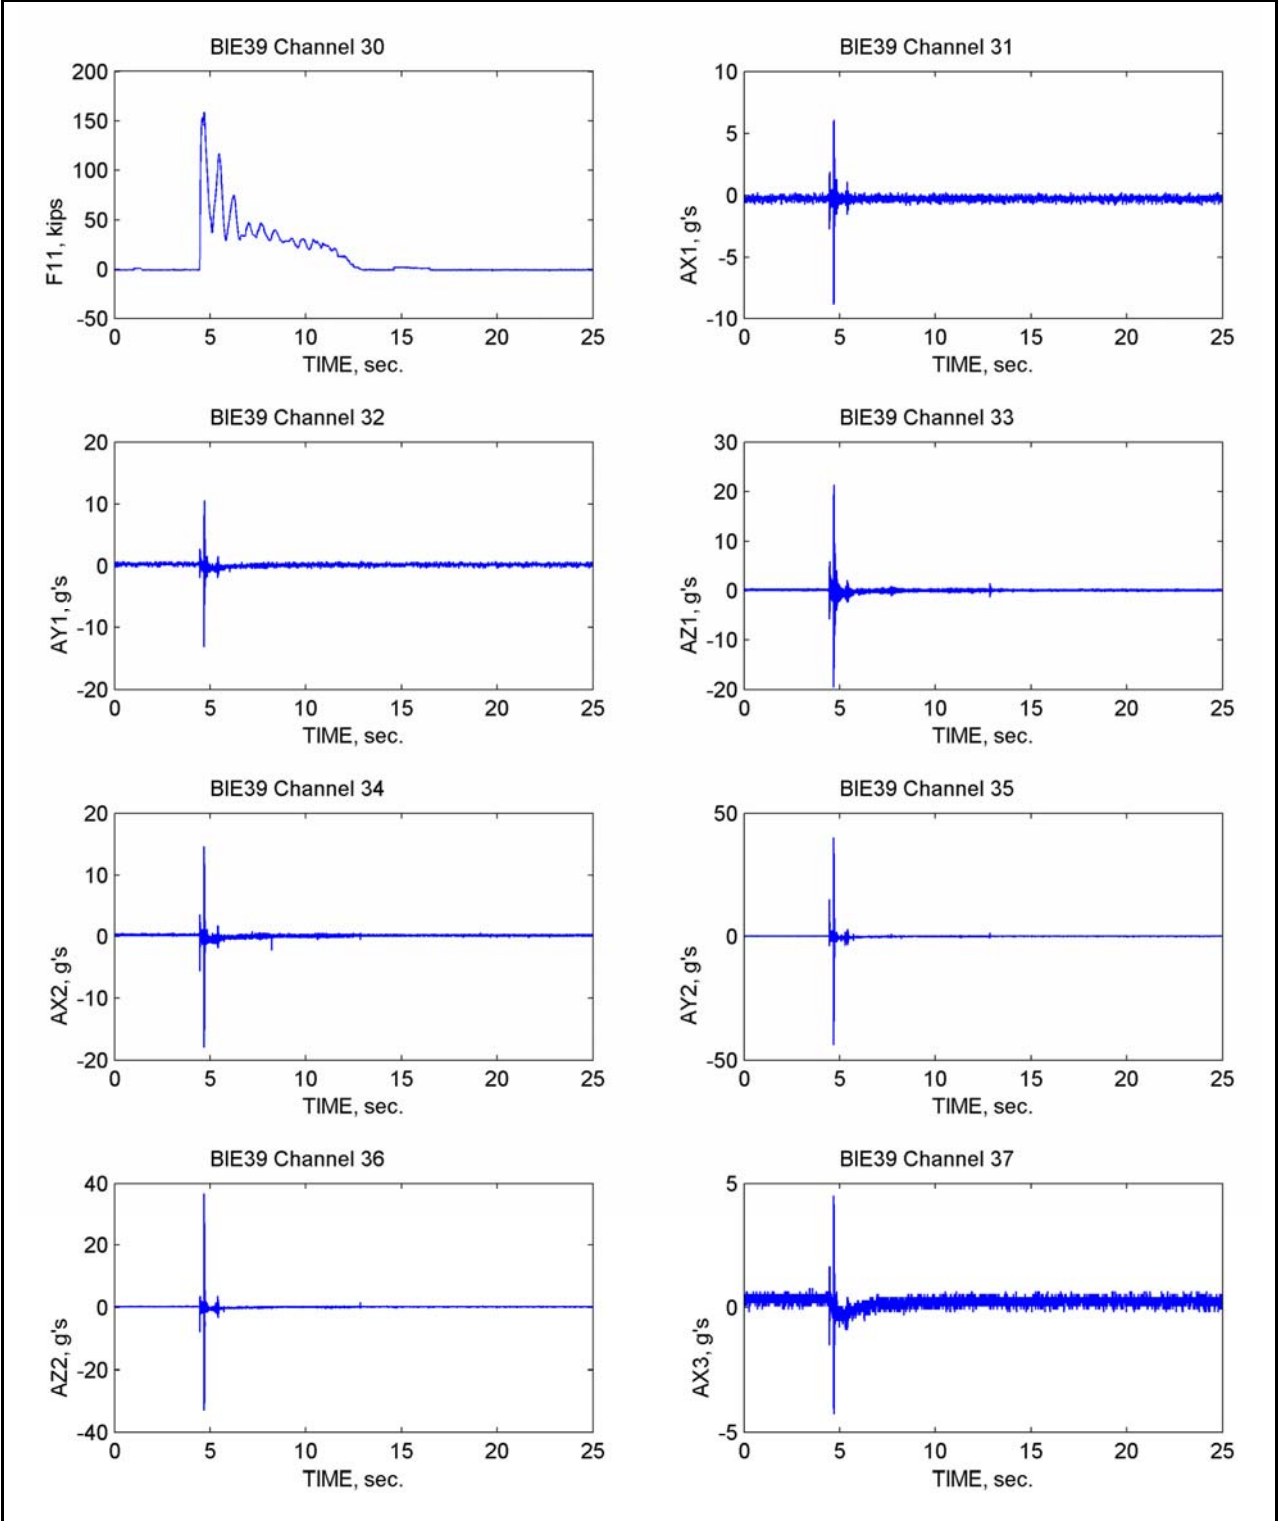 BIE39 Channel 30
200
150
100
50
0
-50
F11, kips
0 5 10 15 20 25
TIME, sec.
BIE39 Channel 31
10
5
0
-5
-10
AX1, g's
0 5 10 15 20 25
TIME, sec.
BIE39 Channel 32
20
10
0
-10
-20
AY1, g's
0 5 10 15 20 25
TIME, sec.
BIE39 Channel 33
30
20
10
0
-10
-20
AZ1, g's
0 5 10 15 20 25
TIME, sec.
BIE39 Channel 34
20
10
0
-10
-20
AX2, g's
0 5 10 15 20 25
TIME, sec.
BIE39 Channel 35
50
0
-50
AY2, g's
0 5 10 15 20 25
TIME, sec.
BIE39 Channel 36
40
20
0
-20
-40
AZ2, g's
0 5 10 15 20 25
TIME, sec.
BIE39 Channel 37
5
0
-5
AX3, g's
0 5 10 15 20 25
TIME, sec.